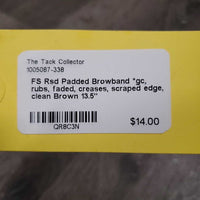 The Tack Collector
1005087-338
FS Rsd Padded Browband *gc,
rubs, faded, creases, scraped edge,
clean Brown 13.5"
$14.00
QR8C3N